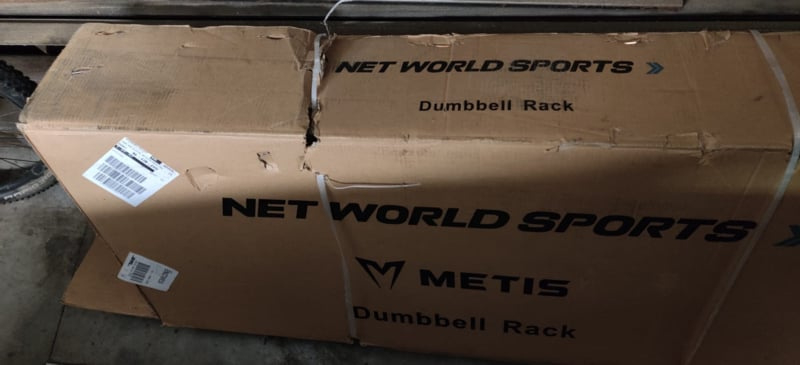 NET WORLD SPORTS
Dumbbell Rack
NET WORLD SPORTS
METIS
Dumbbell Rack